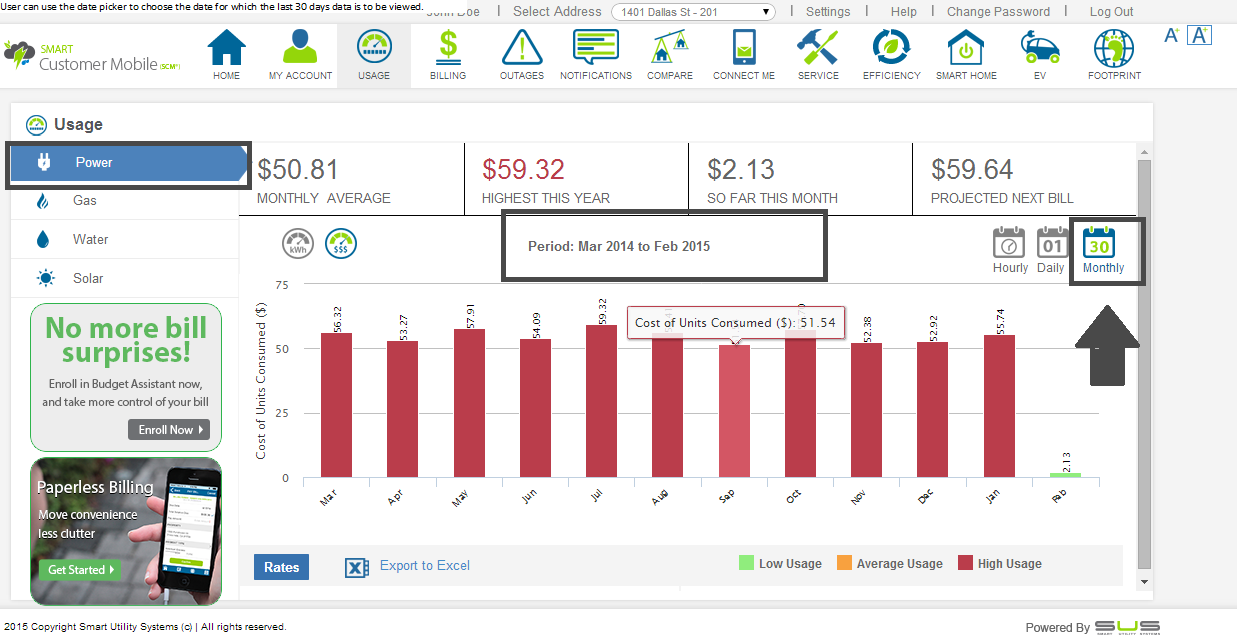 User can use the date picker to choose the date for which the last 30 days data is to be viewed.
John Doe | Select Address 1401 Dallas St - 201 | Settings | Help | Change Password | Log Out
SMART
Customer Mobile (SCM®)
HOME MY ACCOUNT USAGE BILLING OUTAGES NOTIFICATIONS COMPARE CONNECT ME SERVICE EFFICIENCY SMART HOME EV FOOTPRINT
A+ A+
Usage
Power
Gas
Water
Solar
$50.81 $59.32 $2.13 $59.64
MONTHLY AVERAGE HIGHEST THIS YEAR SO FAR THIS MONTH PROJECTED NEXT BILL
kWh $$$
Period: Mar 2014 to Feb 2015
01 30
Hourly Daily Monthly
Cost of Units Consumed ($)
75
50
25
0
56.32 53.27 57.91 54.09 59.32 52.38 52.92 55.74 2.13
Cost of Units Consumed ($): 51.54
Mar Apr May Jun Jul Aug Sep Oct Nov Dec Jan Feb
Rates
Export to Excel
Low Usage Average Usage High Usage
No more bill
surprises!
Enroll in Budget Assistant now,
and take more control of your bill
Enroll Now
Paperless Billing
Move convenience
less clutter
Get Started
2015 Copyright Smart Utility Systems (c) | All rights reserved.
Powered By SUS
SMART UTILITY SYSTEMS